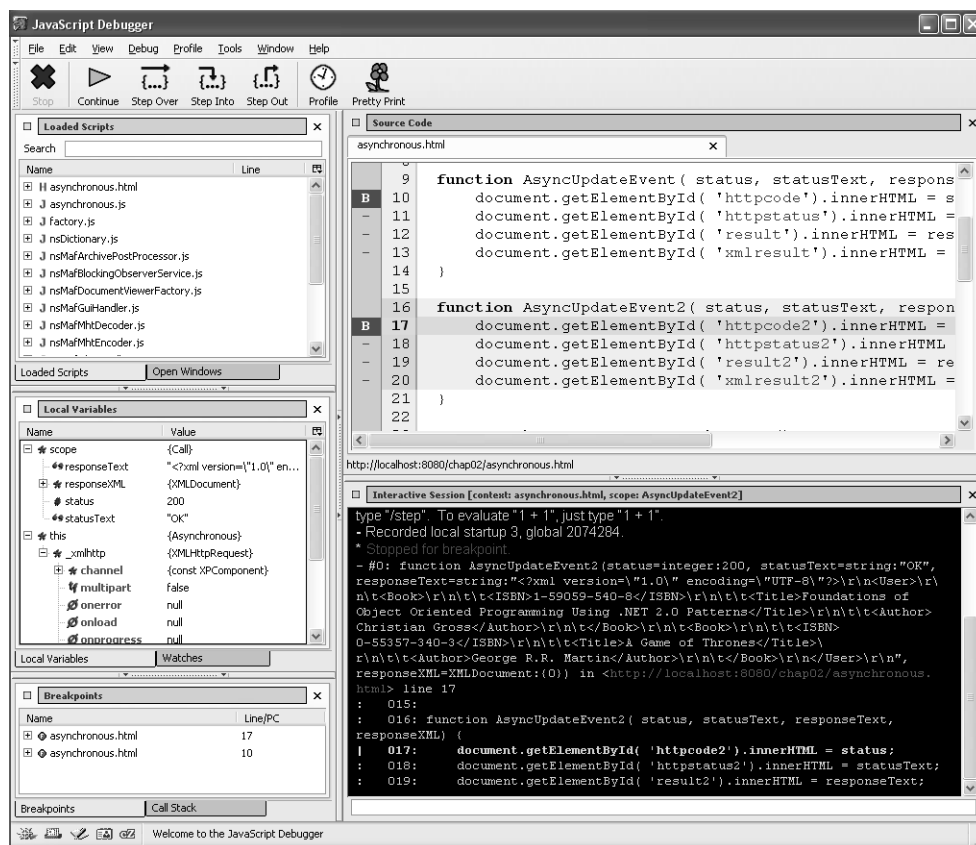 JavaScript Debugger
File Edit View Debug Profile Tools Window Help
Stop Continue Step Over Step Into Step Out Profile Pretty Print
Loaded Scripts
Search
Name Line
H asynchronous.html
J asynchronous.js
J factory.js
J nsDictionary.js
J nsMafArchivePostProcessor.js
J nsMafBlockingObserverService.js
J nsMafDocumentViewerFactory.js
J nsMafGuiHandler.js
J nsMafMhtDecoder.js
J nsMafMhtEncoder.js
Loaded Scripts Open Windows
Local Variables
Name Value
scope {Call}
responseText "<?xml version=\"1.0\" en...
responseXML {XMLDocument}
status 200
statusText "OK"
this {Asynchronous}
_xmlhttp {XMLHttpRequest}
channel {const XPComponent}
multipart false
onerror null
onload null
onprogress null
Local Variables Watches
Breakpoints
Name Line/PC
asynchronous.html 17
asynchronous.html 10
Breakpoints Call Stack
Welcome to the JavaScript Debugger
Source Code
asynchronous.html
9 function AsyncUpdateEvent( status, statusText, respons
B 10 document.getElementById( 'httpcode').innerHTML = s
- 11 document.getElementById( 'httpstatus').innerHTML =
- 12 document.getElementById( 'result').innerHTML = res
- 13 document.getElementById( 'xmlresult').innerHTML =
14 }
15
16 function AsyncUpdateEvent2( status, statusText, respon
B 17 document.getElementById( 'httpcode2').innerHTML =
- 18 document.getElementById( 'httpstatus2').innerHTML
- 19 document.getElementById( 'result2').innerHTML = re
- 20 document.getElementById( 'xmlresult2').innerHTML =
21 }
22
http://localhost:8080/chap02/asynchronous.html
Interactive Session [context: asynchronous.html, scope: AsyncUpdateEvent2]
type "/step". To evaluate "1 + 1", just type "1 + 1".
- Recorded local startup 3, global 2074284.
* Stopped for breakpoint.
- #0: function AsyncUpdateEvent2(status=integer:200, statusText=string:"OK",
responseText=string:"<?xml version=\"1.0\" encoding=\"UTF-8\"?>\r\n<User>\r\
n\t<Book>\r\n\t\t<ISBN>1-59059-540-8</ISBN>\r\n\t\t<Title>Foundations of
Object Oriented Programming Using .NET 2.0 Patterns</Title>\r\n\t\t<Author>
Christian Gross</Author>\r\n\t</Book>\r\n\t<Book>\r\n\t\t<ISBN>
0-55357-340-3</ISBN>\r\n\t\t<Title>A Game of Thrones</Title>\
r\n\t\t<Author>George R.R. Martin</Author>\r\n\t</Book>\r\n</User>\r\n",
responseXML=XMLDocument:{0}) in <http://localhost:8080/chap02/asynchronous.
html> line 17
: 015:
: 016: function AsyncUpdateEvent2( status, statusText, responseText,
responseXML) {
| 017: document.getElementById( 'httpcode2').innerHTML = status;
: 018: document.getElementById( 'httpstatus2').innerHTML = statusText;
: 019: document.getElementById( 'result2').innerHTML = responseText;